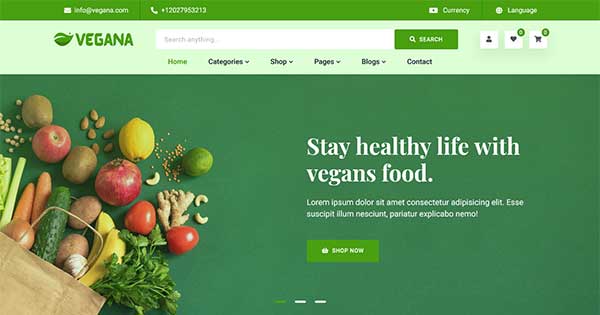 info@vegana.com
+12027953213
Currency
Language
VEGANA
Search anything...
SEARCH
0
0
Home
Categories
Shop
Pages
Blogs
Contact
Stay healthy life with
vegans food.
Lorem ipsum dolor sit amet consectetur adipisicing elit. Esse
suscipit illum nesciunt, pariatur explicabo nemo!
SHOP NOW